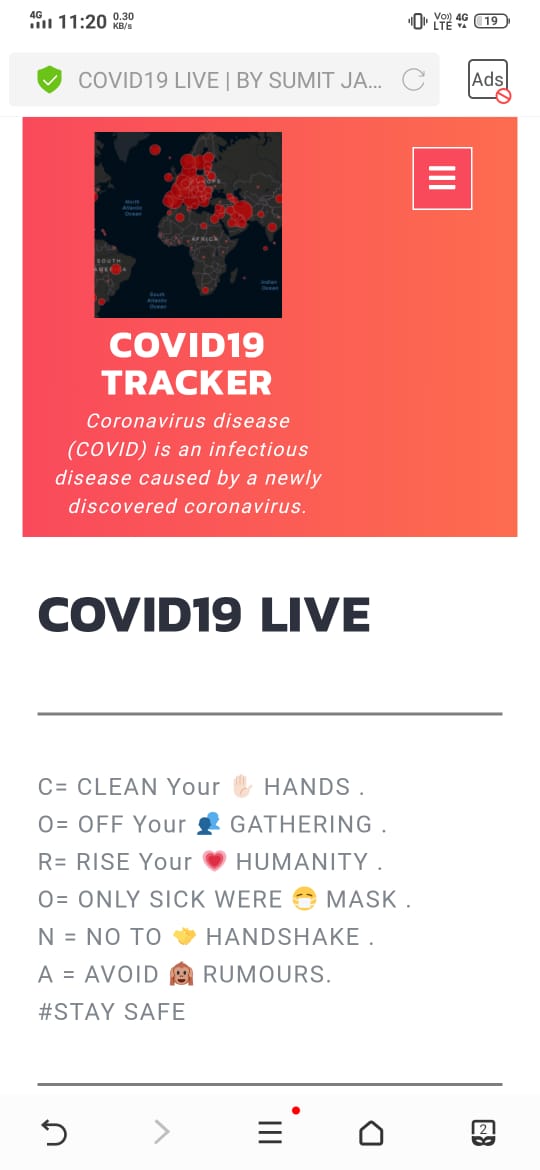 4G 11:20 0.30 KB/s Vo)) LTE 4G 19
COVID19 LIVE | BY SUMIT JA... Ads
North Atlantic Ocean
EUROPE
AFRICA
SOUTH AMERICA
South Atlantic Ocean
Indian Ocean
COVID19
TRACKER
Coronavirus disease
(COVID) is an infectious
disease caused by a newly
discovered coronavirus.
COVID19 LIVE
C= CLEAN Your ✋🏻 HANDS .
O= OFF Your 👥 GATHERING .
R= RISE Your 💗 HUMANITY .
O= ONLY SICK WERE 😷 MASK .
N = NO TO 🤝 HANDSHAKE .
A = AVOID 🙉 RUMOURS.
#STAY SAFE
2